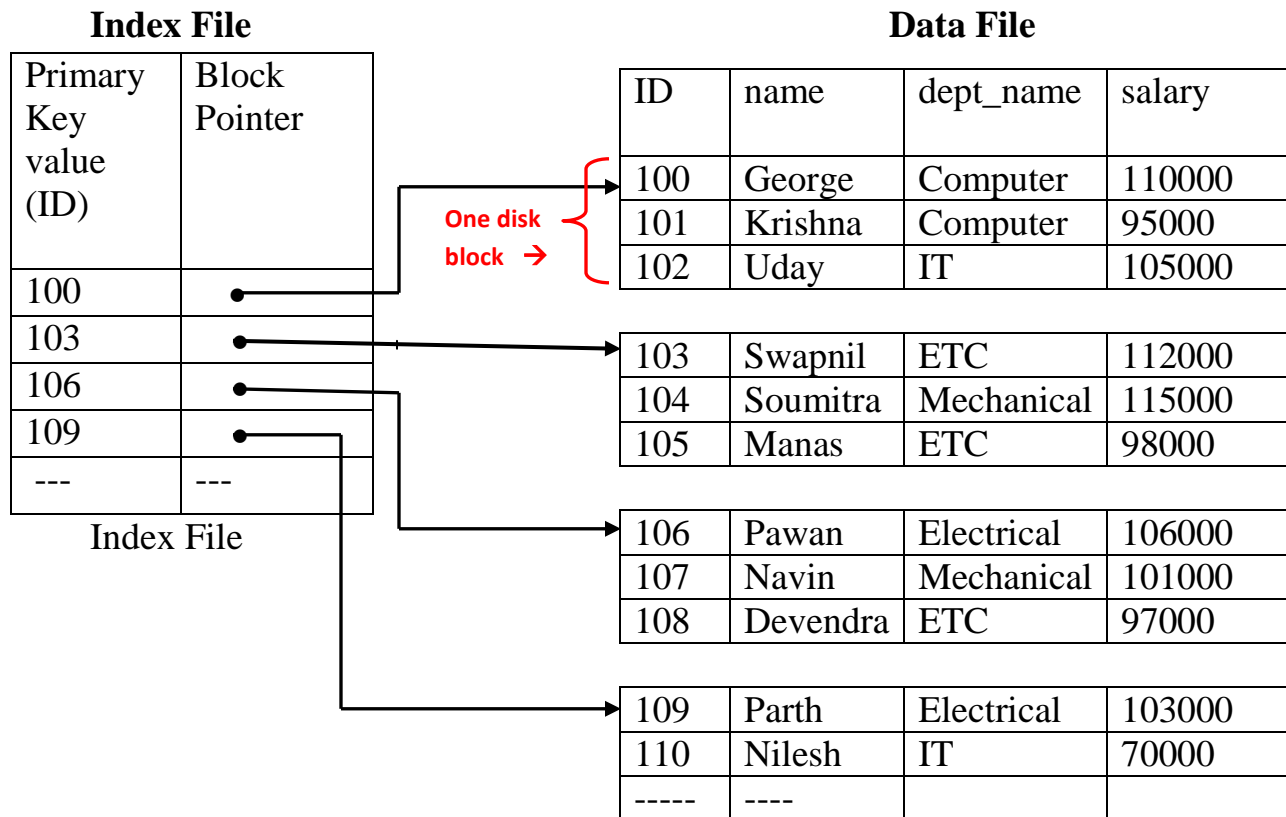 Index File
Primary Key value (ID) Block Pointer
100
103
106
109
--- ---
Index File
One disk
block →
Data File
ID name dept_name salary
100 George Computer 110000
101 Krishna Computer 95000
102 Uday IT 105000
103 Swapnil ETC 112000
104 Soumitra Mechanical 115000
105 Manas ETC 98000
106 Pawan Electrical 106000
107 Navin Mechanical 101000
108 Devendra ETC 97000
109 Parth Electrical 103000
110 Nilesh IT 70000
----- ----